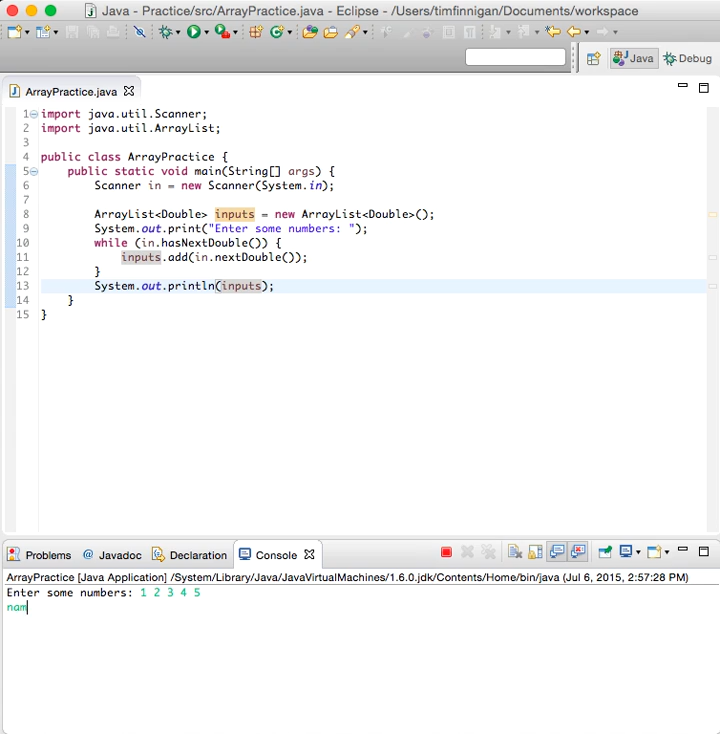 Java - Practice/src/ArrayPractice.java - Eclipse - /Users/timfinnigan/Documents/workspace
Java Debug
ArrayPractice.java
1 import java.util.Scanner;
2 import java.util.ArrayList;
3
4 public class ArrayPractice {
5 public static void main(String[] args) {
6 Scanner in = new Scanner(System.in);
7
8 ArrayList<Double> inputs = new ArrayList<Double>();
9 System.out.print("Enter some numbers: ");
10 while (in.hasNextDouble()) {
11 inputs.add(in.nextDouble());
12 }
13 System.out.println(inputs);
14 }
15 }
Problems @ Javadoc Declaration Console
ArrayPractice [Java Application] /System/Library/Java/JavaVirtualMachines/1.6.0.jdk/Contents/Home/bin/java (Jul 6, 2015, 2:57:28 PM)
Enter some numbers: 1 2 3 4 5
nam